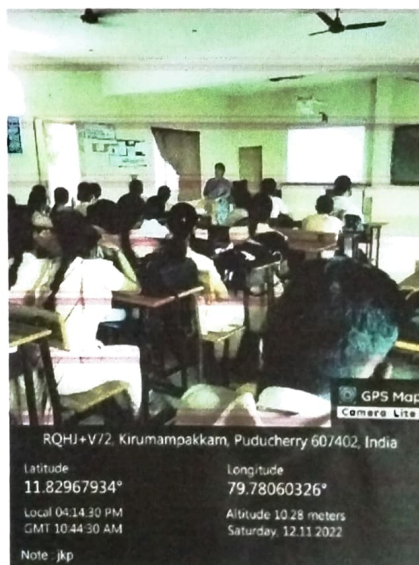 GPS Map
Camera Lite
RQHJ+V72, Kirumampakkam, Puducherry 607402, India
Latitude
11.82967934°
Longitude
79.78060326°
Local 04:14:30 PM
GMT 10:44:30 AM
Altitude 10.28 meters
Saturday, 12.11.2022
Note : jkp